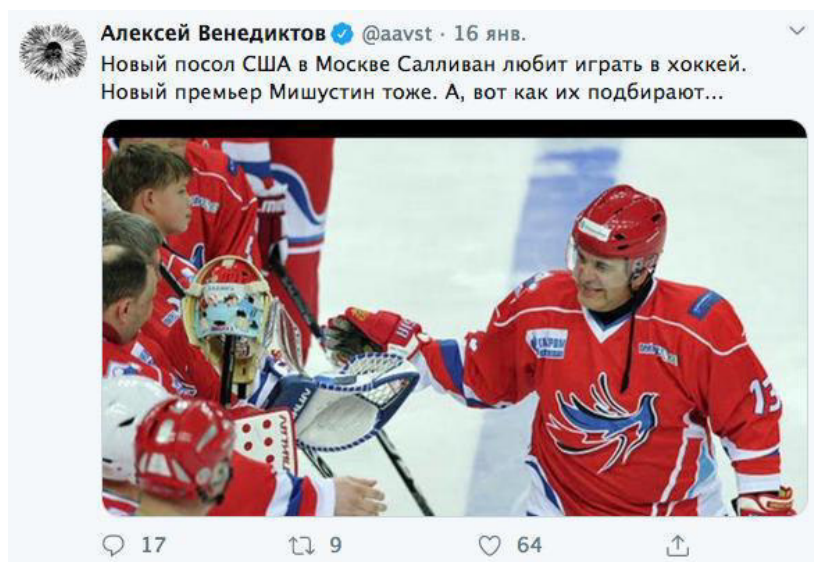 Алексей Венедиктов @aavst · 16 янв.
Новый посол США в Москве Салливан любит играть в хоккей.
Новый премьер Мишустин тоже. А, вот как их подбирают...
13
17 9 64